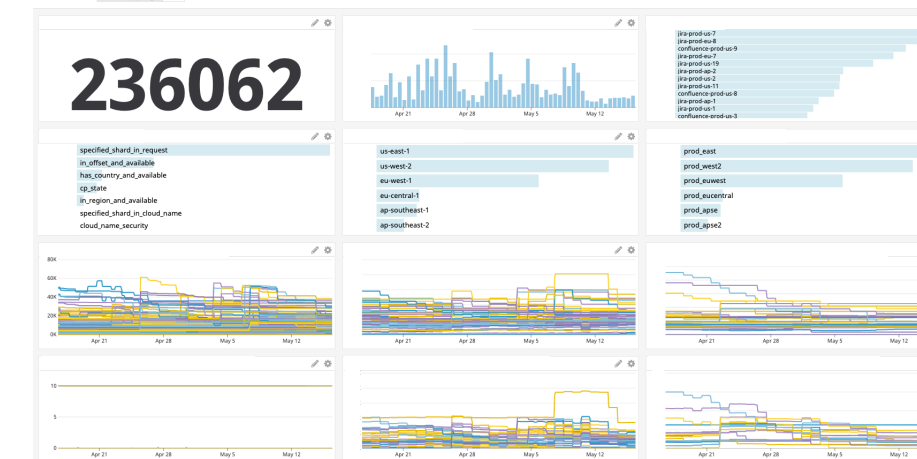 236062
Apr 21 Apr 28 May 5 May 12
jira-prod-us-7
jira-prod-eu-8
confluence-prod-us-9
jira-prod-eu-7
jira-prod-us-19
jira-prod-ap-2
jira-prod-us-2
jira-prod-us-11
confluence-prod-us-8
jira-prod-ap-1
jira-prod-us-1
confluence-prod-us-3
specified_shard_in_request
in_offset_and_available
has_country_and_available
cp_state
in_region_and_available
specified_shard_in_cloud_name
cloud_name_security
us-east-1
us-west-2
eu-west-1
eu-central-1
ap-southeast-1
ap-southeast-2
prod_east
prod_west2
prod_euwest
prod_eucentral
prod_apse
prod_apse2
80K
60K
40K
20K
0K
Apr 21 Apr 28 May 5 May 12
Apr 21 Apr 28 May 5 May 12
Apr 21 Apr 28 May 5 May 12
10
5
0
Apr 21 Apr 28 May 5 May 12
Apr 21 Apr 28 May 5 May 12
Apr 21 Apr 28 May 5 May 12